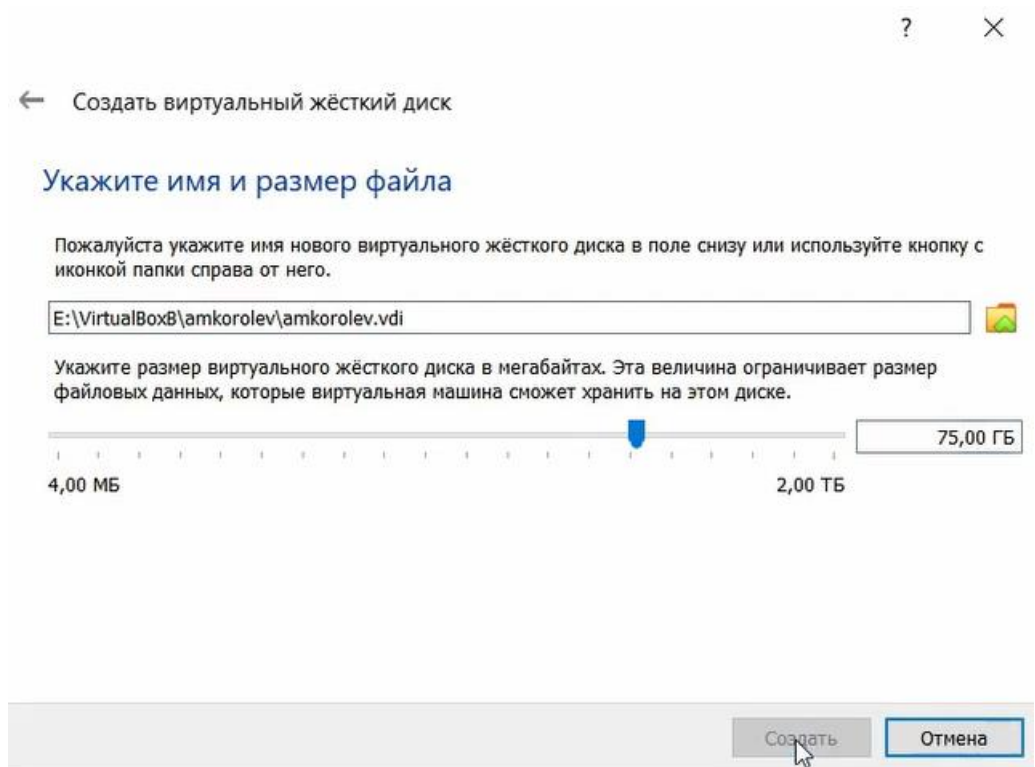 ?
Создать виртуальный жёсткий диск
Укажите имя и размер файла
Пожалуйста укажите имя нового виртуального жёсткого диска в поле снизу или используйте кнопку с
иконкой папки справа от него.
E:\VirtualBoxB\amkorolev\amkorolev.vdi
Укажите размер виртуального жёсткого диска в мегабайтах. Эта величина ограничивает размер
файловых данных, которые виртуальная машина сможет хранить на этом диске.
75,00 ГБ
4,00 МБ 2,00 ТБ
Создать Отмена